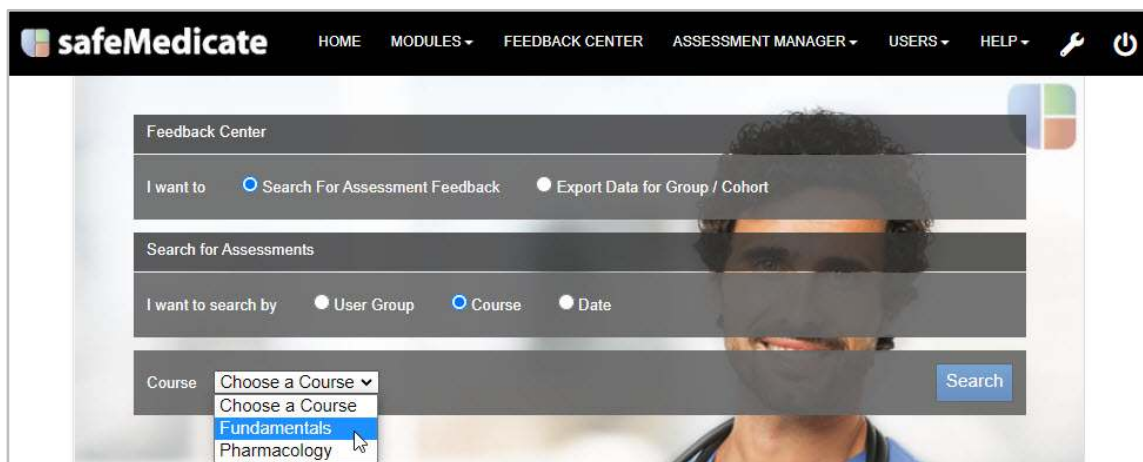 safeMedicate HOME MODULES FEEDBACK CENTER ASSESSMENT MANAGER USERS HELP
Feedback Center
I want to Search For Assessment Feedback Export Data for Group / Cohort
Search for Assessments
I want to search by User Group Course Date
Course Choose a Course Search
Choose a Course
Fundamentals
Pharmacology